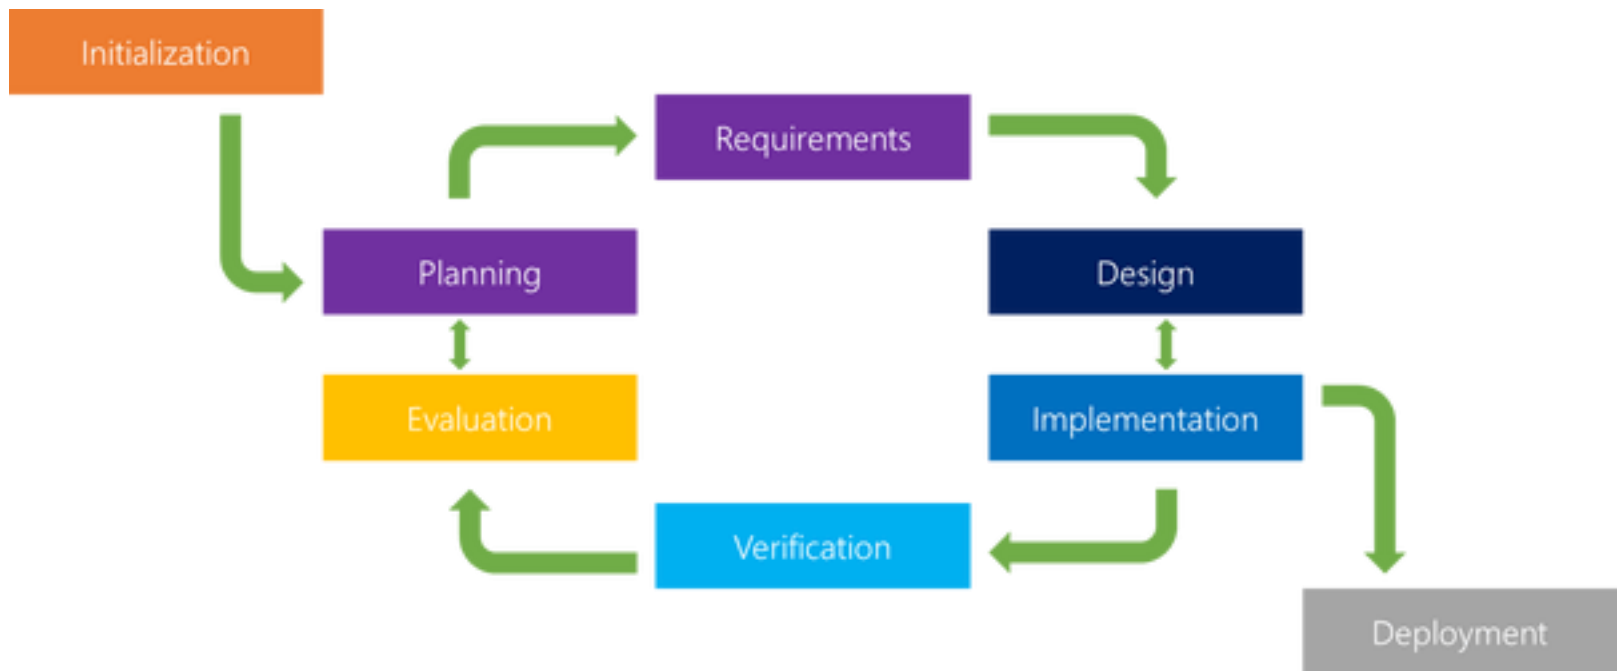 Initialization
Requirements
Planning
Design
Evaluation
Implementation
Verification
Deployment